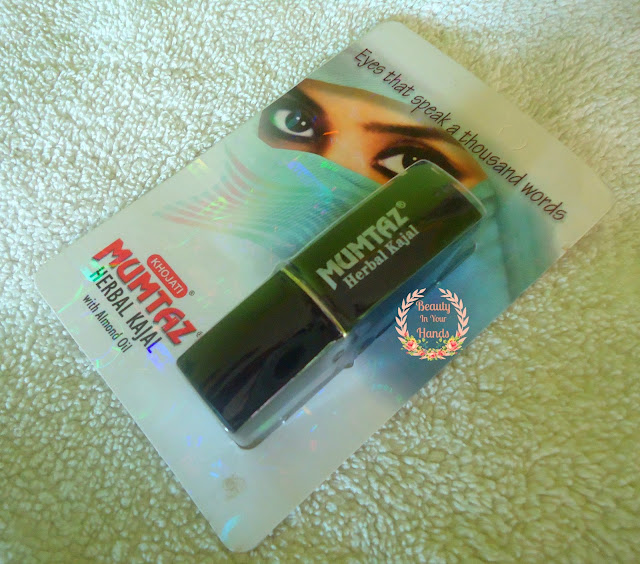 Eyes that speak a thousand words
MUMTAZ®
Herbal Kajal
KHOJATI®
MUMTAZ®
HERBAL KAJAL
with Almond Oil
Beauty
In Your
Hands